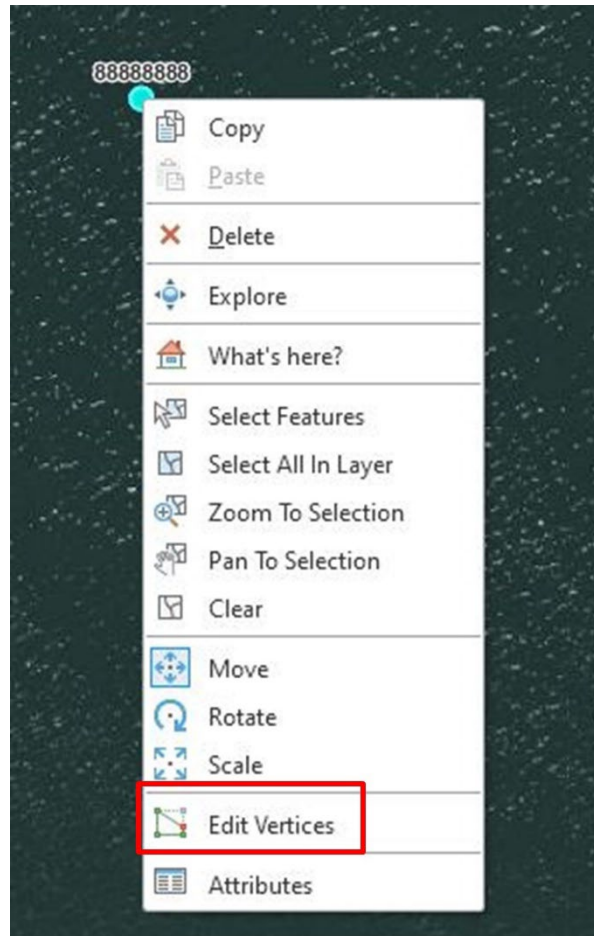 88888888
Copy
Paste
Delete
Explore
What's here?
Select Features
Select All In Layer
Zoom To Selection
Pan To Selection
Clear
Move
Rotate
Scale
Edit Vertices
Attributes